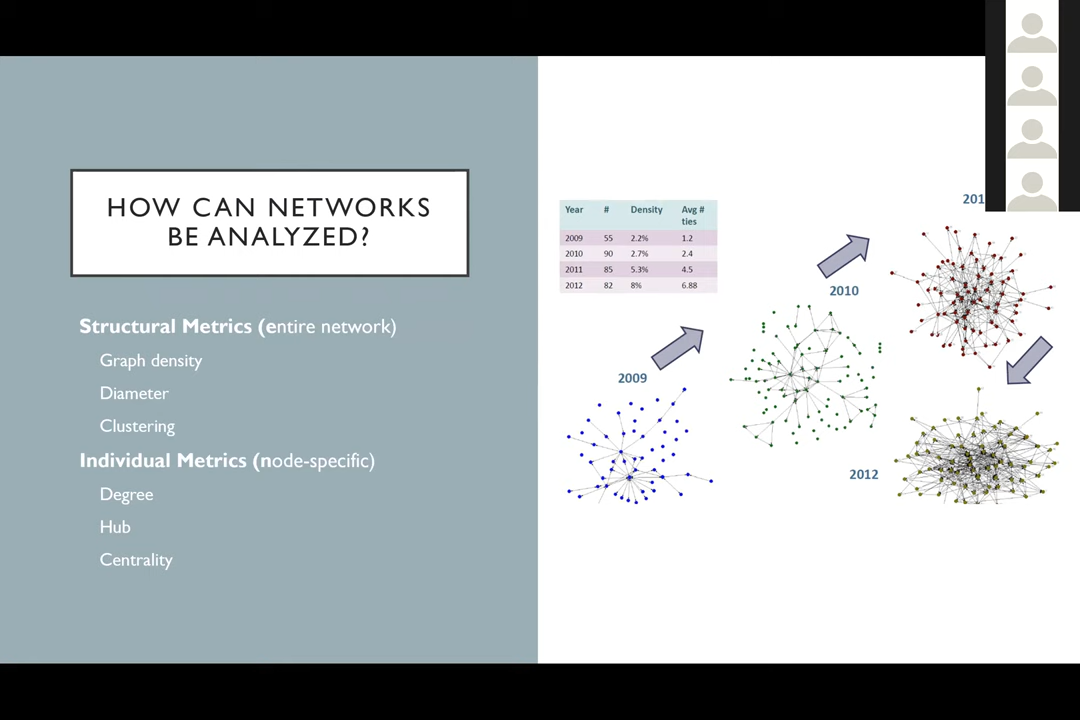 HOW CAN NETWORKS
BE ANALYZED?
Structural Metrics (entire network)
Graph density
Diameter
Clustering
Individual Metrics (node-specific)
Degree
Hub
Centrality
Year # Density Avg #
ties
2009 55 2.2% 1.2
2010 90 2.7% 2.4
2011 85 5.3% 4.5
2012 82 8% 6.88
2009
2010
201
2012